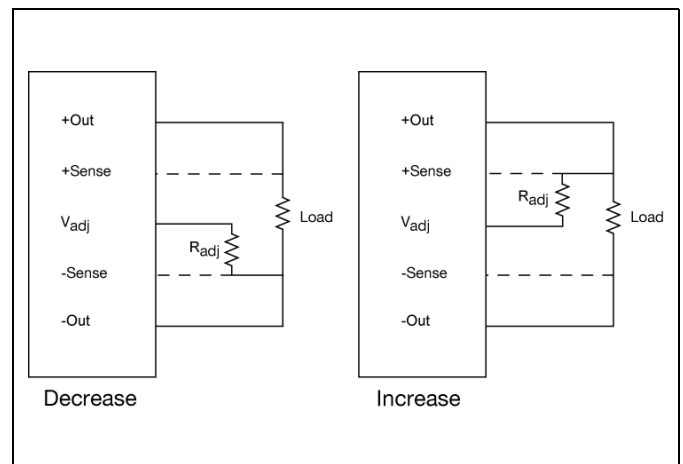 +Out
+Sense
Vadj
-Sense
-Out
Radj
Load
Decrease
+Out
+Sense
Vadj
-Sense
-Out
Radj
Load
Increase